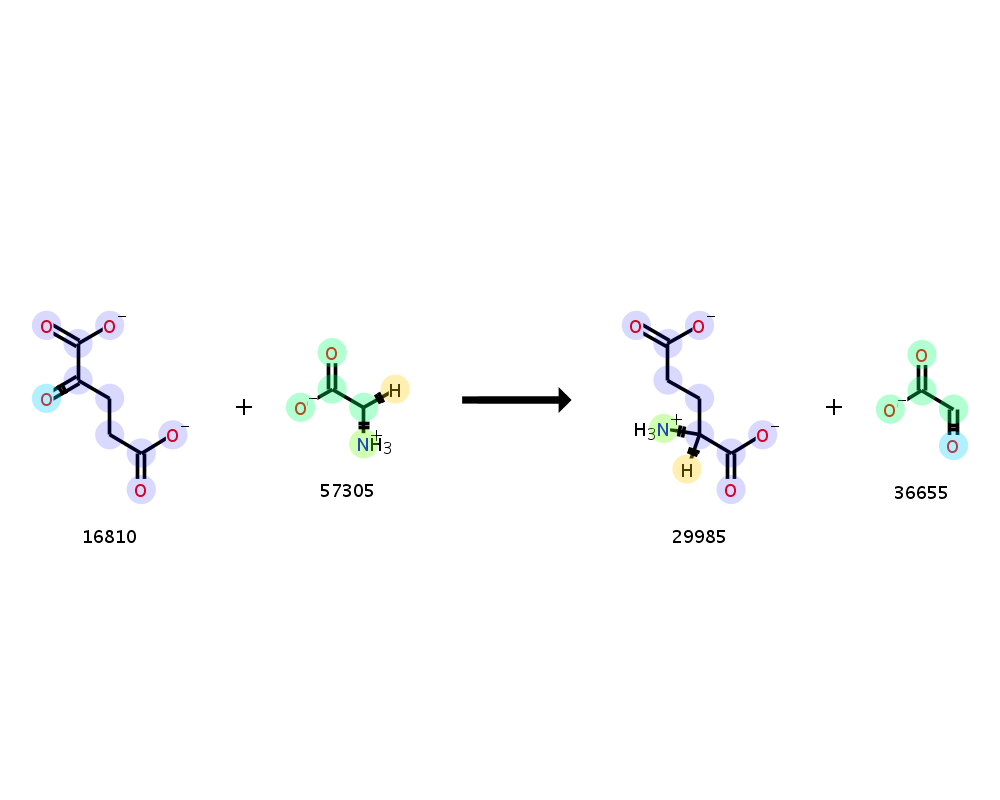 O O⁻ O O⁻ O
16810
+
O O⁻ H NH₃⁺
57305
O O⁻ H₃N⁺ H O⁻ O
29985
+
O O⁻ O
36655